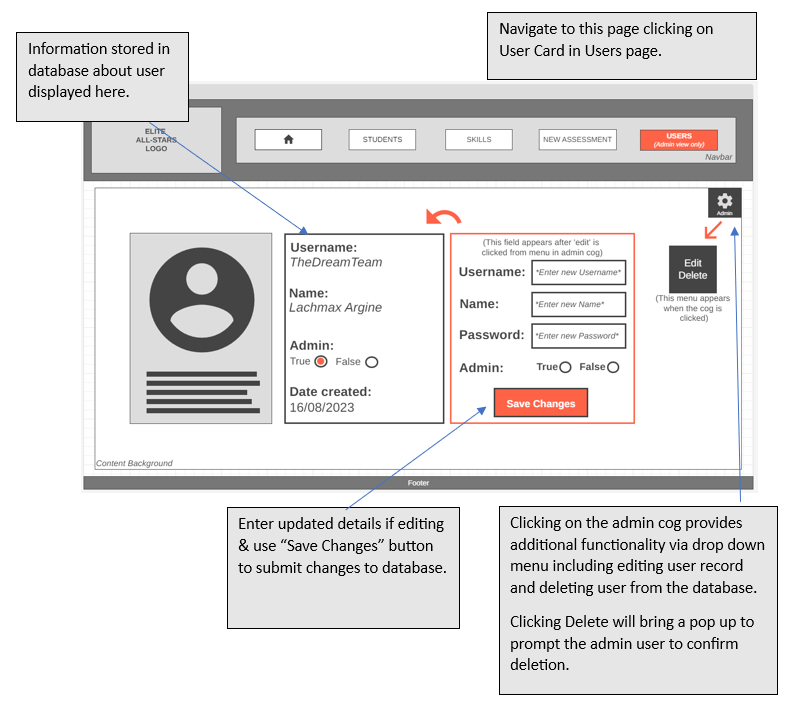 Information stored in
database about user
displayed here.
Navigate to this page clicking on
User Card in Users page.
ELITE
ALL-STARS
LOGO
STUDENTS
SKILLS
NEW ASSESSMENT
USERS
(Admin view only)
Navbar
Admin
Edit
Delete
(This menu appears
when the cog is
clicked)
Username:
TheDreamTeam
Name:
Lachmax Argine
Admin:
True False
Date created:
16/08/2023
(This field appears after 'edit' is
clicked from menu in admin cog)
Username: *Enter new Username*
Name: *Enter new Name*
Password: *Enter new Password*
Admin: True False
Save Changes
Content Background
Footer
Enter updated details if editing
& use “Save Changes” button
to submit changes to database.
Clicking on the admin cog provides
additional functionality via drop down
menu including editing user record
and deleting user from the database.
Clicking Delete will bring a pop up to
prompt the admin user to confirm
deletion.